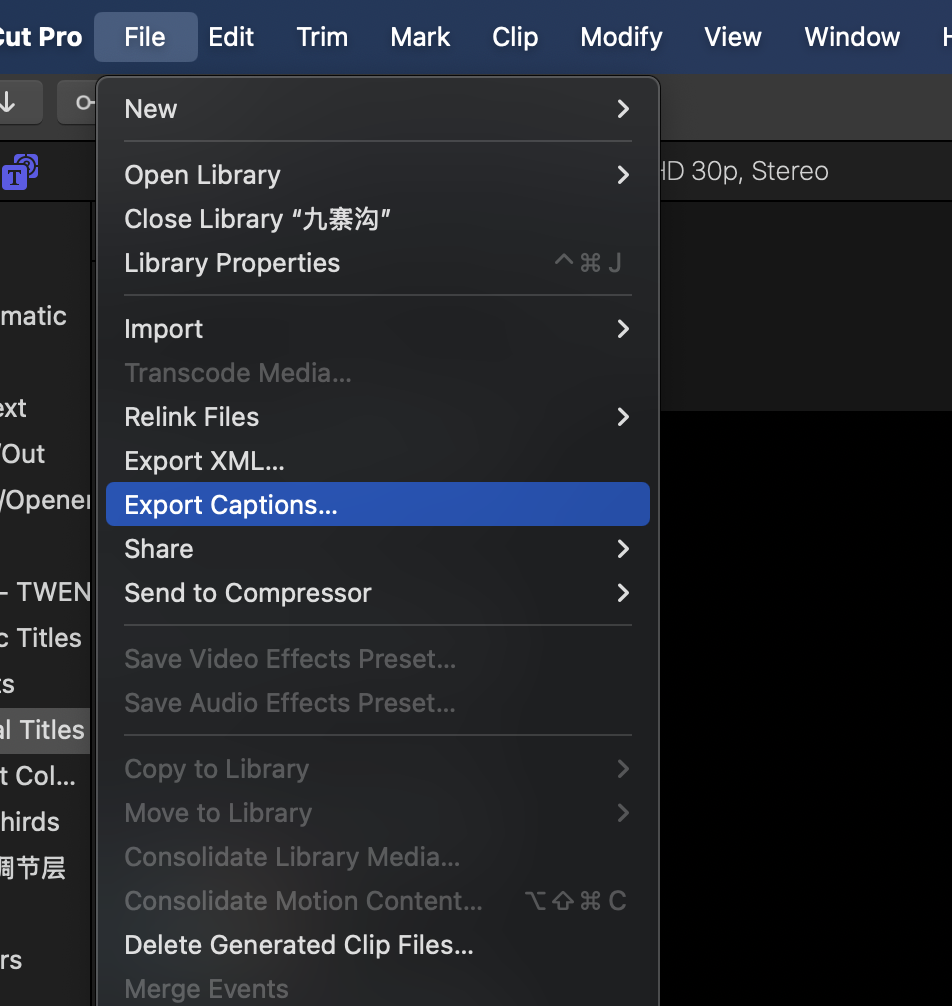 Cut Pro File Edit Trim Mark Clip Modify View Window
New
HD 30p, Stereo
Open Library
Close Library “九寨沟”
Library Properties ^⌘J
matic
Import
Transcode Media...
ext
Relink Files
/Out
Export XML...
/Opener
Export Captions...
Share
– TWEN
Send to Compressor
c Titles
Save Video Effects Preset...
ts
Save Audio Effects Preset...
al Titles
Copy to Library
t Col...
Move to Library
hirds
Consolidate Library Media...
调节层
Consolidate Motion Content... ⌥⇧⌘C
Delete Generated Clip Files...
rs
Merge Events